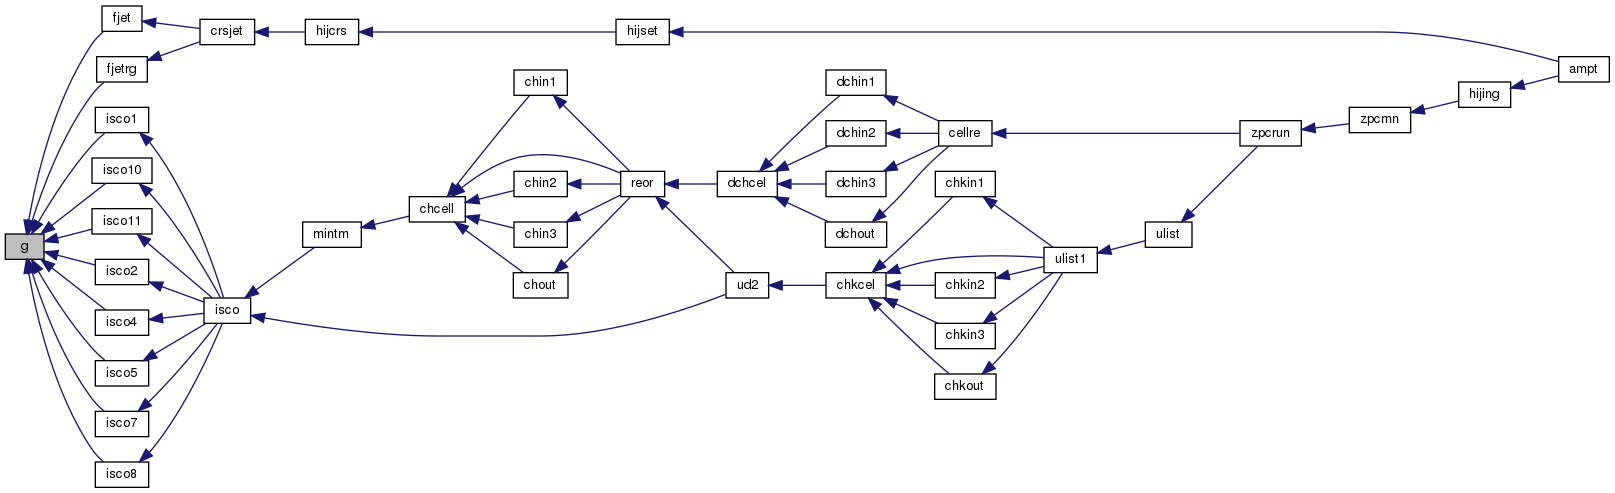 g
fjet
fjetrg
isco1
isco10
isco11
isco2
isco4
isco5
isco7
isco8
crsjet
isco
hijcrs
mintm
chcell
chin1
chin2
chin3
chout
hijset
reor
ud2
dchcel
dchin1
dchin2
dchin3
dchout
chkcel
cellre
chkin1
chkin2
chkin3
chkout
ulist1
ulist
zpcrun
zpcmn
hijing
ampt